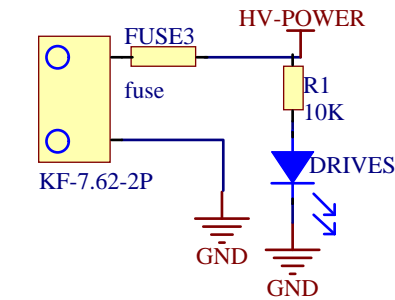 HV-POWER
FUSE3
fuse
R1
10K
KF-7.62-2P
DRIVES
GND
GND